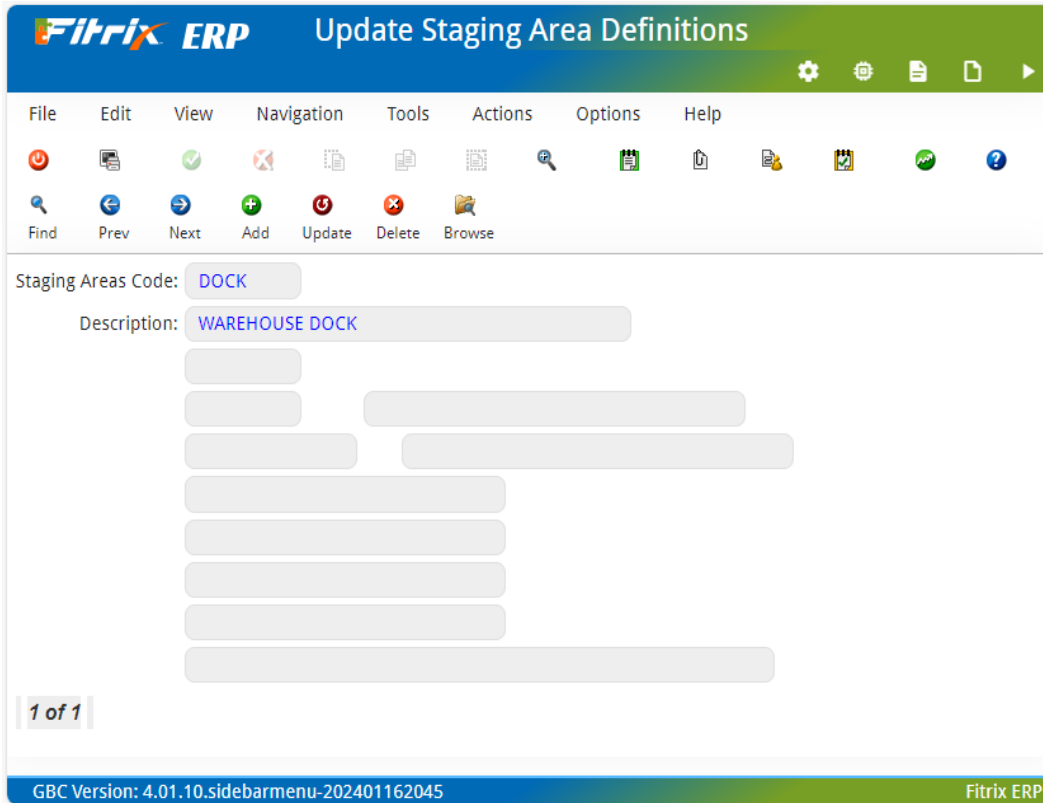 Fitrix ERP Update Staging Area Definitions
File Edit View Navigation Tools Actions Options Help
Find Prev Next Add Update Delete Browse
Staging Areas Code: DOCK
Description: WAREHOUSE DOCK
1 of 1
GBC Version: 4.01.10.sidebarmenu-202401162045 Fitrix ERP